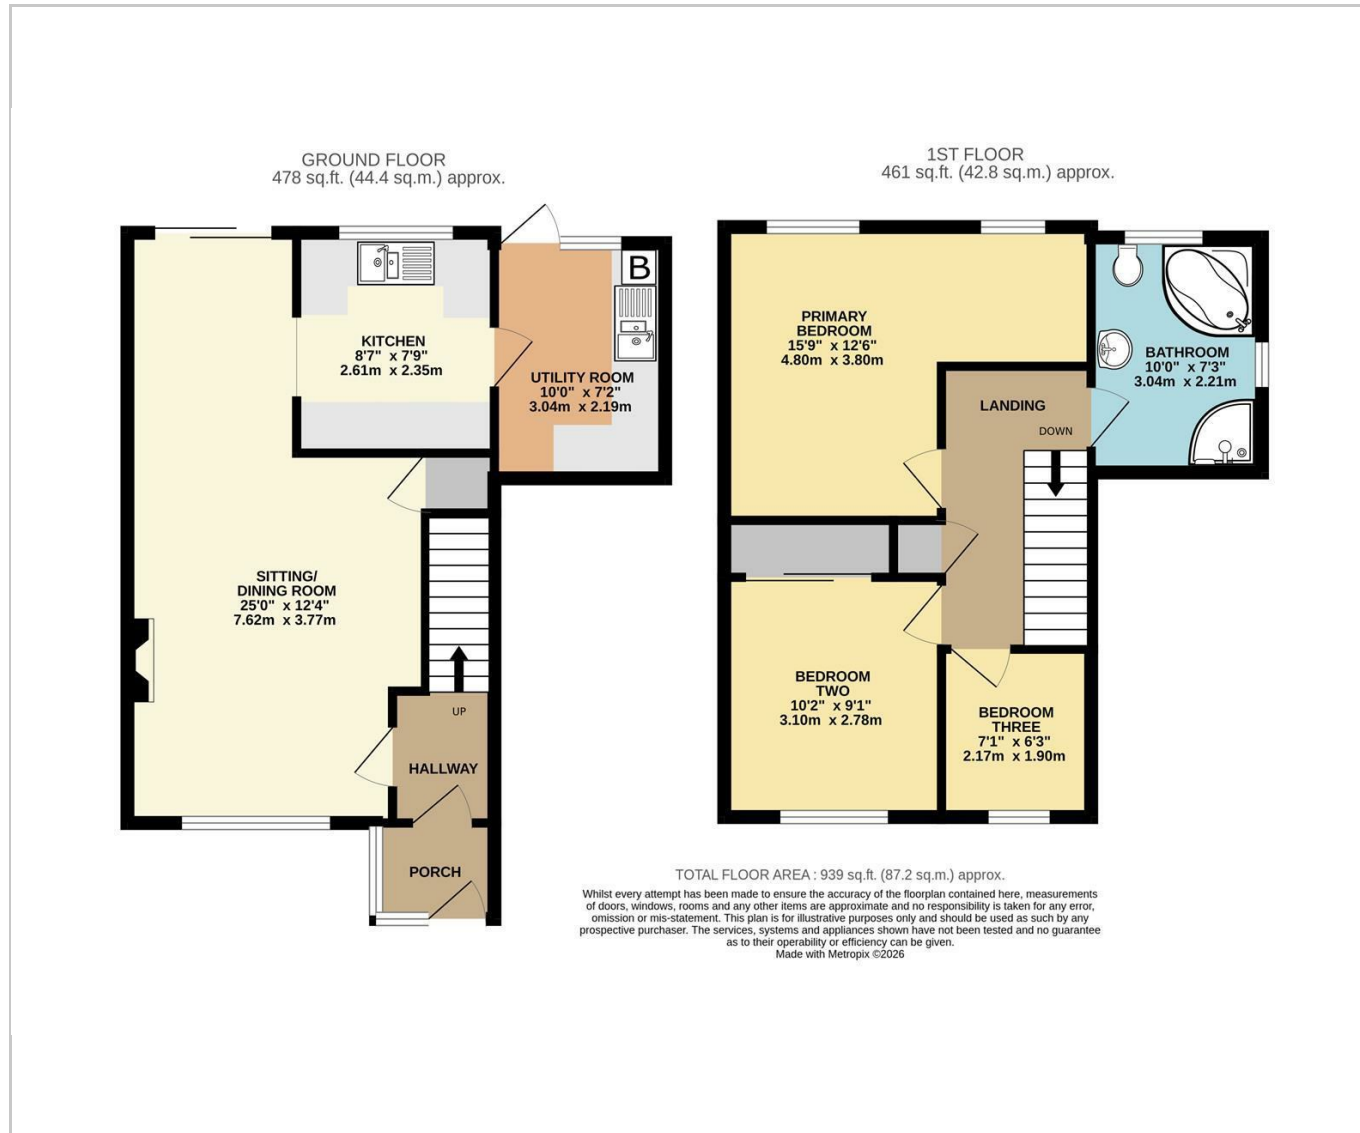 GROUND FLOOR
478 sq.ft. (44.4 sq.m.) approx.
KITCHEN
8'7" x 7'9"
2.61m x 2.35m
B
UTILITY ROOM
10'0" x 7'2"
3.04m x 2.19m
SITTING/
DINING ROOM
25'0" x 12'4"
7.62m x 3.77m
UP
HALLWAY
PORCH
1ST FLOOR
461 sq.ft. (42.8 sq.m.) approx.
PRIMARY
BEDROOM
15'9" x 12'6"
4.80m x 3.80m
BATHROOM
10'0" x 7'3"
3.04m x 2.21m
LANDING
DOWN
BEDROOM
TWO
10'2" x 9'1"
3.10m x 2.78m
BEDROOM
THREE
7'1" x 6'3"
2.17m x 1.90m
TOTAL FLOOR AREA : 939 sq.ft. (87.2 sq.m.) approx.
Whilst every attempt has been made to ensure the accuracy of the floorplan contained here, measurements
of doors, windows, rooms and any other items are approximate and no responsibility is taken for any error,
omission or mis-statement. This plan is for illustrative purposes only and should be used as such by any
prospective purchaser. The services, systems and appliances shown have not been tested and no guarantee
as to their operability or efficiency can be given.
Made with Metropix ©2026